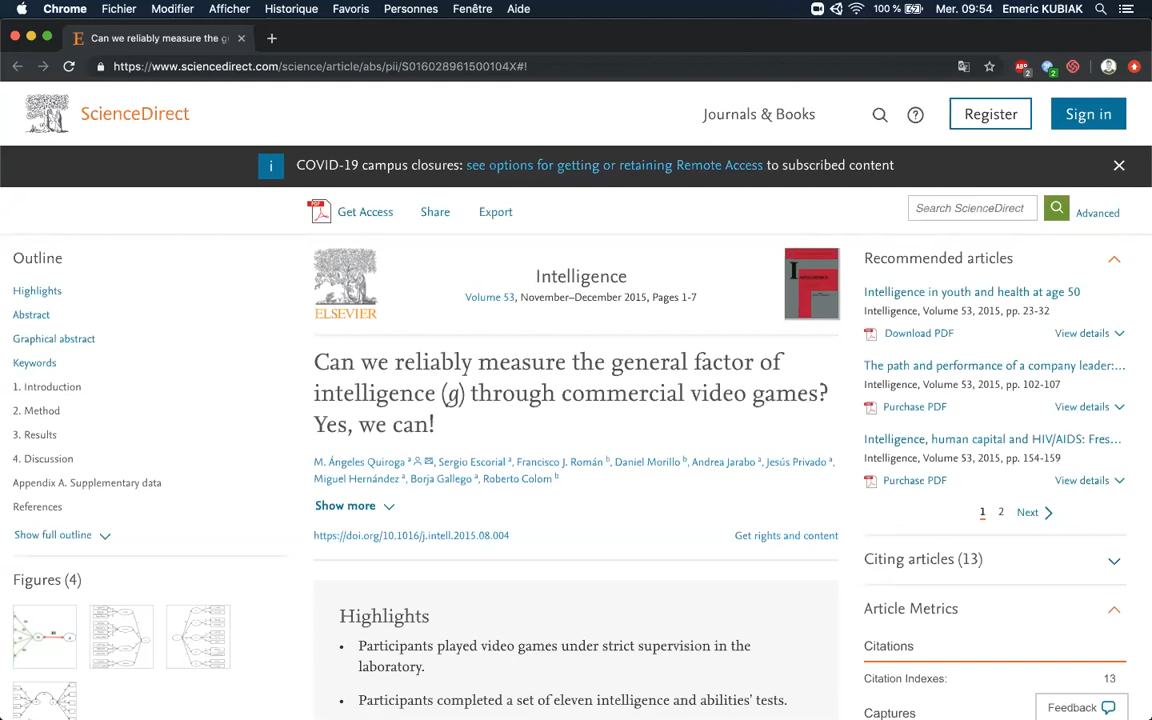 Chrome Fichier Modifier Afficher Historique Favoris Personnes Fenêtre Aide 100 % Mer. 09:54 Emeric KUBIAK
Can we reliably measure the g
https://www.sciencedirect.com/science/article/abs/pii/S016028961500104X#!
ABP 2 2
ScienceDirect
Journals & Books
Register
Sign in
COVID-19 campus closures: see options for getting or retaining Remote Access to subscribed content
Get Access Share Export
Search ScienceDirect
Advanced
Outline
Highlights
Abstract
Graphical abstract
Keywords
1. Introduction
2. Method
3. Results
4. Discussion
Appendix A. Supplementary data
References
Show full outline
Figures (4)
ELSEVIER
Intelligence
Volume 53, November–December 2015, Pages 1-7
Can we reliably measure the general factor of
intelligence (g) through commercial video games?
Yes, we can!
M. Ángeles Quiroga a, Sergio Escorial a, Francisco J. Román b, Daniel Morillo b, Andrea Jarabo a, Jesús Privado a,
Miguel Hernández a, Borja Gallego a, Roberto Colom b
Show more
https://doi.org/10.1016/j.intell.2015.08.004
Get rights and content
Highlights
• Participants played video games under strict supervision in the
laboratory.
• Participants completed a set of eleven intelligence and abilities' tests.
Recommended articles
Intelligence in youth and health at age 50
Intelligence, Volume 53, 2015, pp. 23-32
Download PDF View details
The path and performance of a company leader:...
Intelligence, Volume 53, 2015, pp. 102-107
Purchase PDF View details
Intelligence, human capital and HIV/AIDS: Fres...
Intelligence, Volume 53, 2015, pp. 154-159
Purchase PDF View details
1 2 Next
Citing articles (13)
Article Metrics
Citations
Citation Indexes: 13
Captures
Feedback